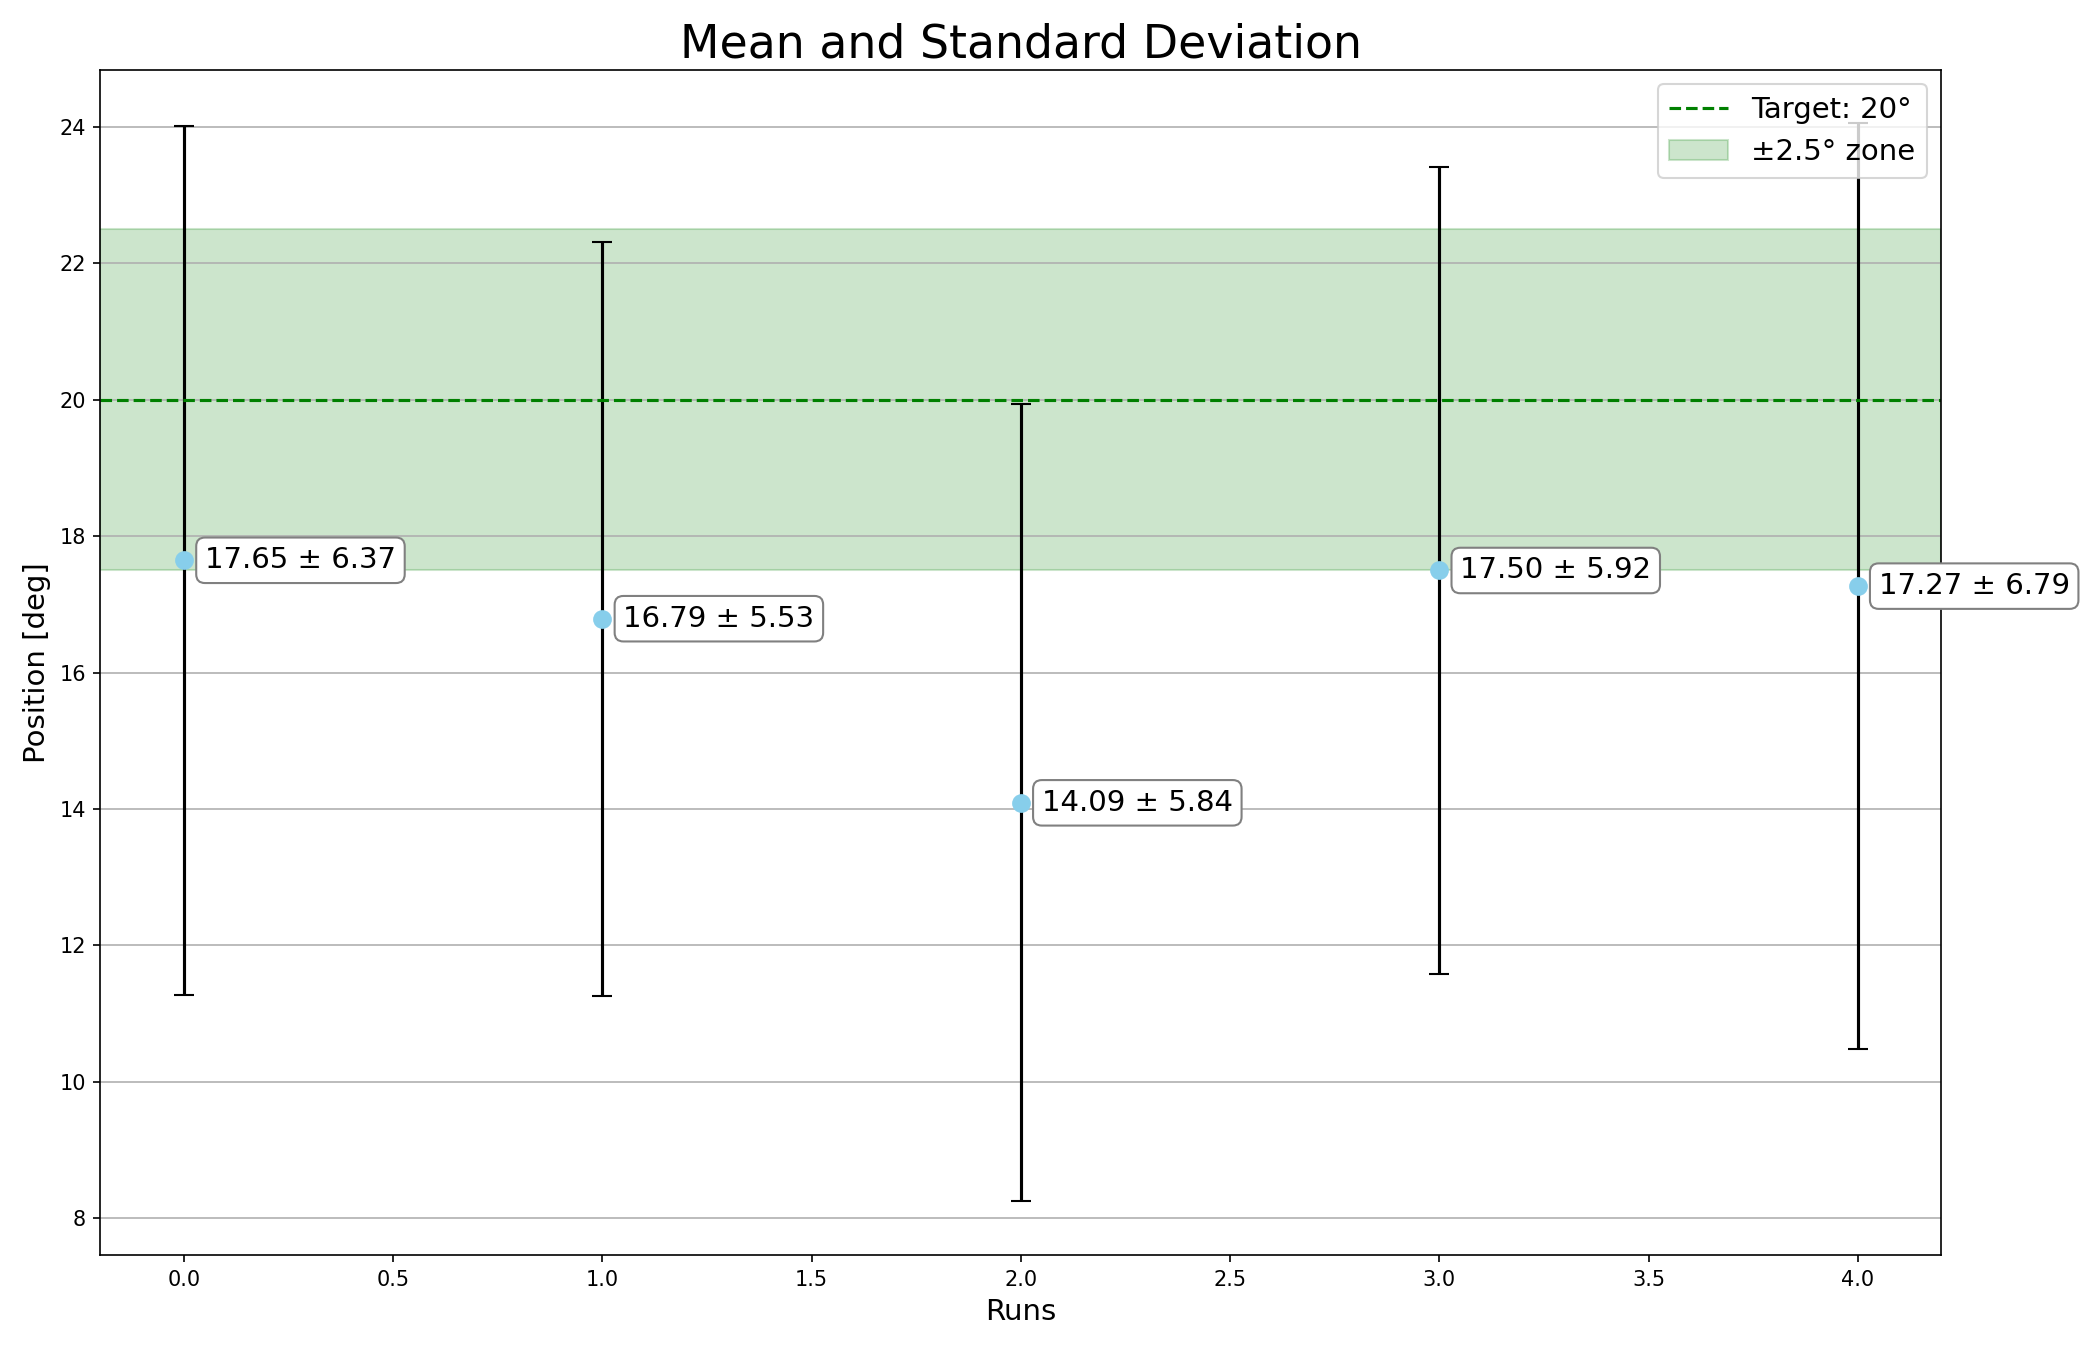 Mean and Standard Deviation
Target: 20°
±2.5° zone
Position [deg]
24
22
20
18
16
14
12
10
8
17.65 ± 6.37
16.79 ± 5.53
14.09 ± 5.84
17.50 ± 5.92
17.27 ± 6.79
0.0
0.5
1.0
1.5
2.0
2.5
3.0
3.5
4.0
Runs